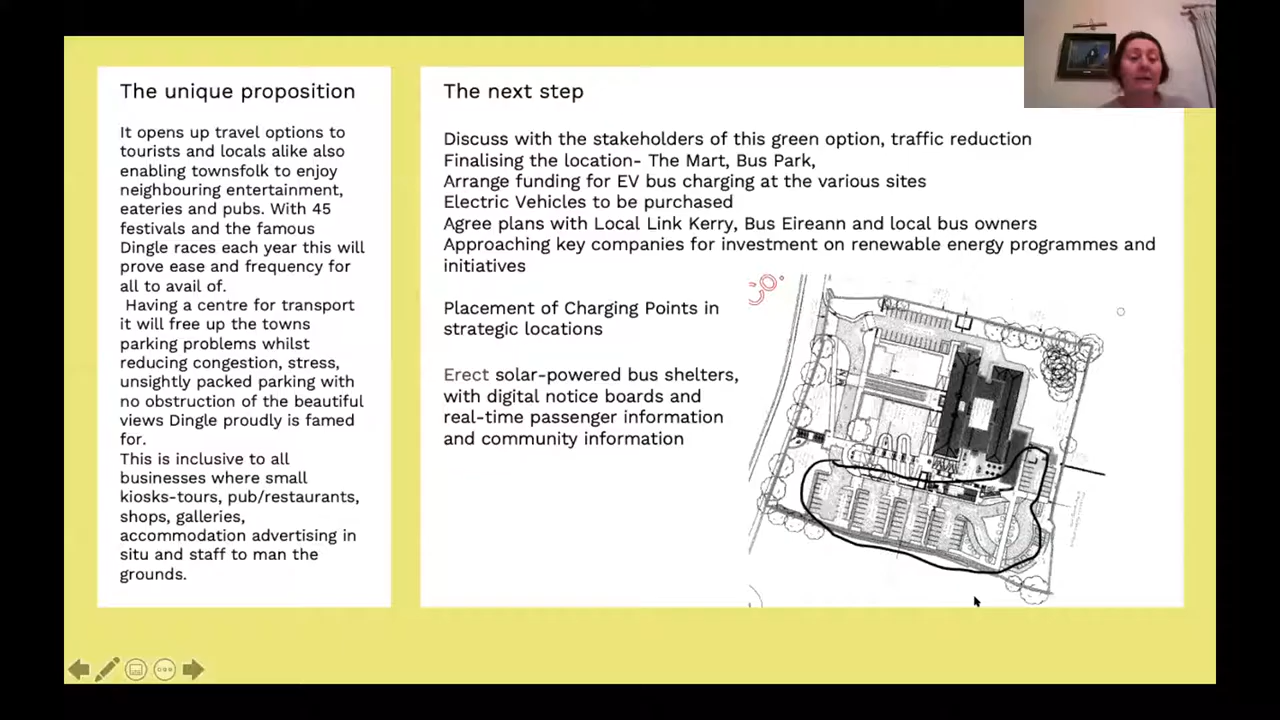 The unique proposition
It opens up travel options to
tourists and locals alike also
enabling townsfolk to enjoy
neighbouring entertainment,
eateries and pubs. With 45
festivals and the famous
Dingle races each year this will
prove ease and frequency for
all to avail of.
Having a centre for transport
it will free up the towns
parking problems whilst
reducing congestion, stress,
unsightly packed parking with
no obstruction of the beautiful
views Dingle proudly is famed
for.
This is inclusive to all
businesses where small
kiosks-tours, pub/restaurants,
shops, galleries,
accommodation advertising in
situ and staff to man the
grounds.
The next step
Discuss with the stakeholders of this green option, traffic reduction
Finalising the location- The Mart, Bus Park,
Arrange funding for EV bus charging at the various sites
Electric Vehicles to be purchased
Agree plans with Local Link Kerry, Bus Eireann and local bus owners
Approaching key companies for investment on renewable energy programmes and
initiatives
Placement of Charging Points in
strategic locations
Erect solar-powered bus shelters,
with digital notice boards and
real-time passenger information
and community information